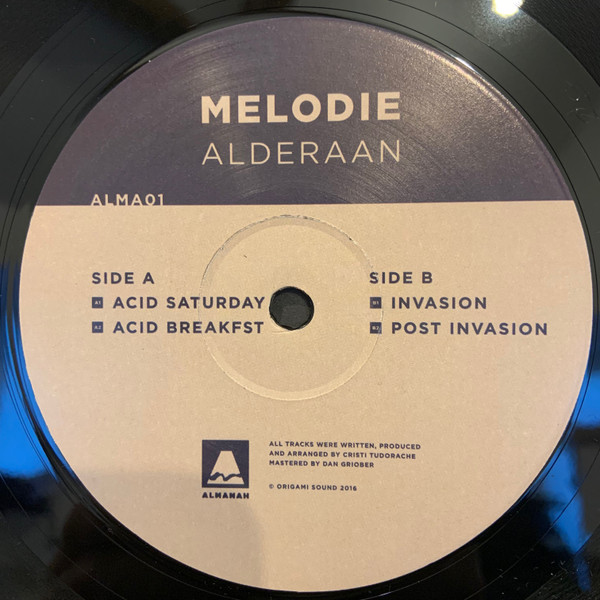 MELODIE
ALDERAAN
ALMA01
SIDE A
A1 ACID SATURDAY
A2 ACID BREAKFST
SIDE B
B1 INVASION
B2 POST INVASION
ALL TRACKS WERE WRITTEN, PRODUCED
AND ARRANGED BY CRISTI TUDORACHE
MASTERED BY DAN GRIOBER
© ORIGAMI SOUND 2016
ALMANAH